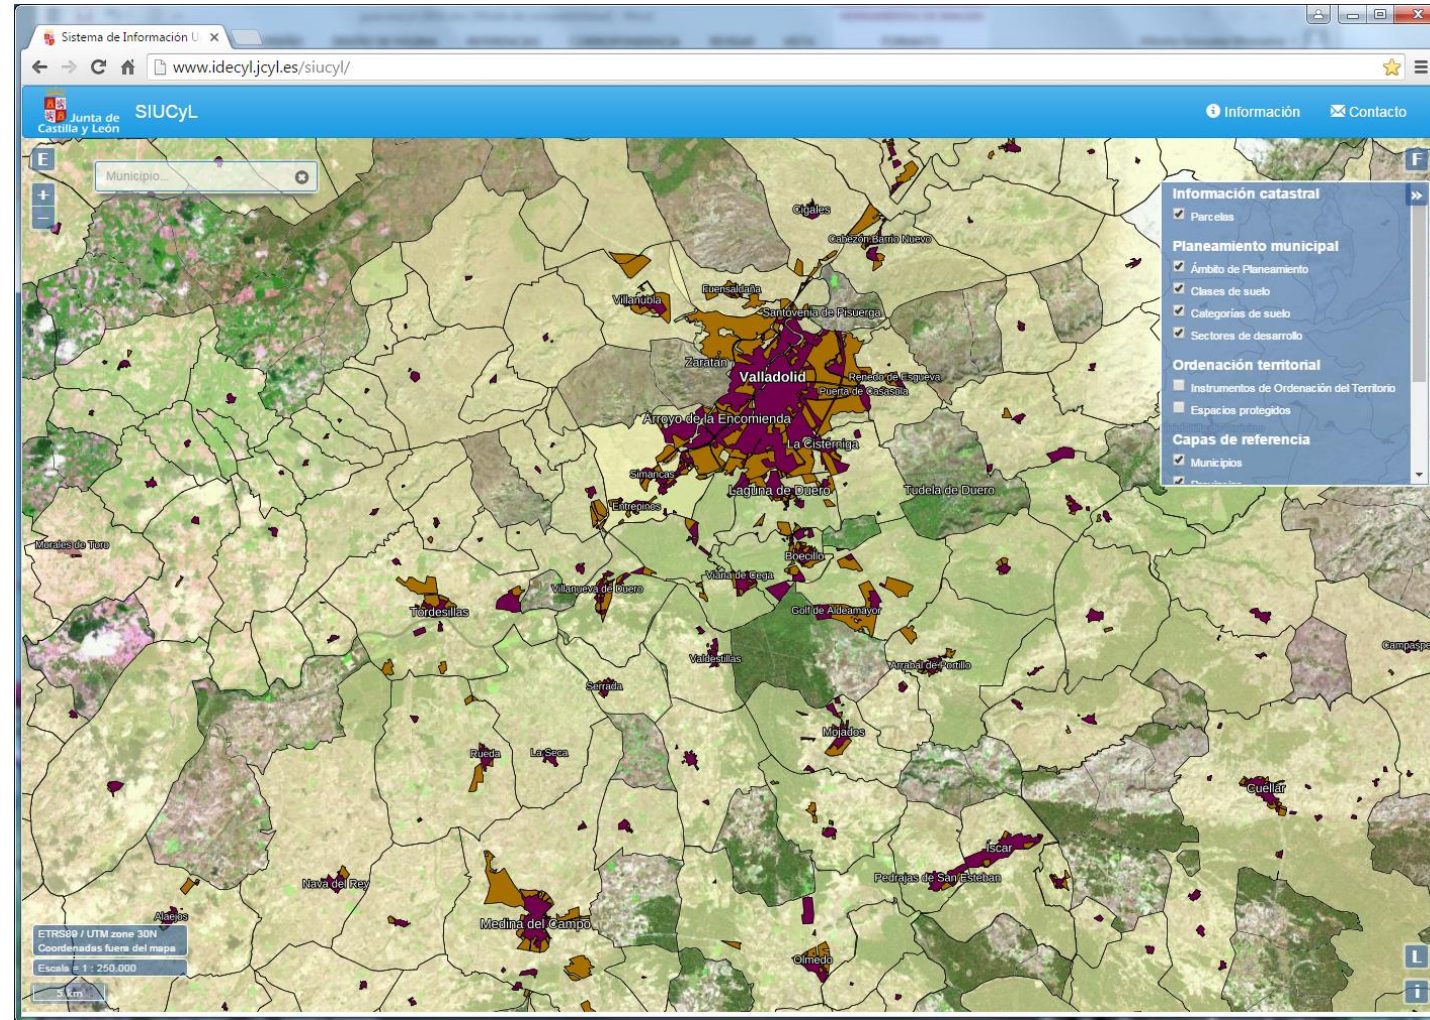 Sistema de Información U
www.idecyl.jcyl.es/siucyl/
Junta de
Castilla y León
SIUCyL
Información
Contacto
E
Municipio...
+
−
F
Información catastral
Parcelas
Planeamiento municipal
Ámbito de Planeamiento
Clases de suelo
Categorías de suelo
Sectores de desarrollo
Ordenación territorial
Instrumentos de Ordenación del Territorio
Espacios protegidos
Capas de referencia
Municipios
Provincias
Cigales
Cabezón Barrio Nuevo
Fuensaldaña
Villanubla
Santovenia de Pisuerga
Zaratán
Valladolid
Renedo de Esgueva
Puerta de Casasola
Arroyo de la Encomienda
La Cisterniga
Simancas
Laguna de Duero
Tudela de Duero
Entrepinos
Morales de Toro
Boecillo
Viana de Cega
Villanueva de Duero
Tordesillas
Golf de Aldeamayor
Valdestillas
Arrabal de Portillo
Campaspe
Serrada
Mojados
Rueda
La Seca
Cuellar
Iscar
Pedrajas de San Esteban
Nava del Rey
Alaejos
Medina del Campo
Olmedo
ETRS89 / UTM zone 30N
Coordenadas fuera del mapa
Escala = 1 : 250.000
5 km
L
i